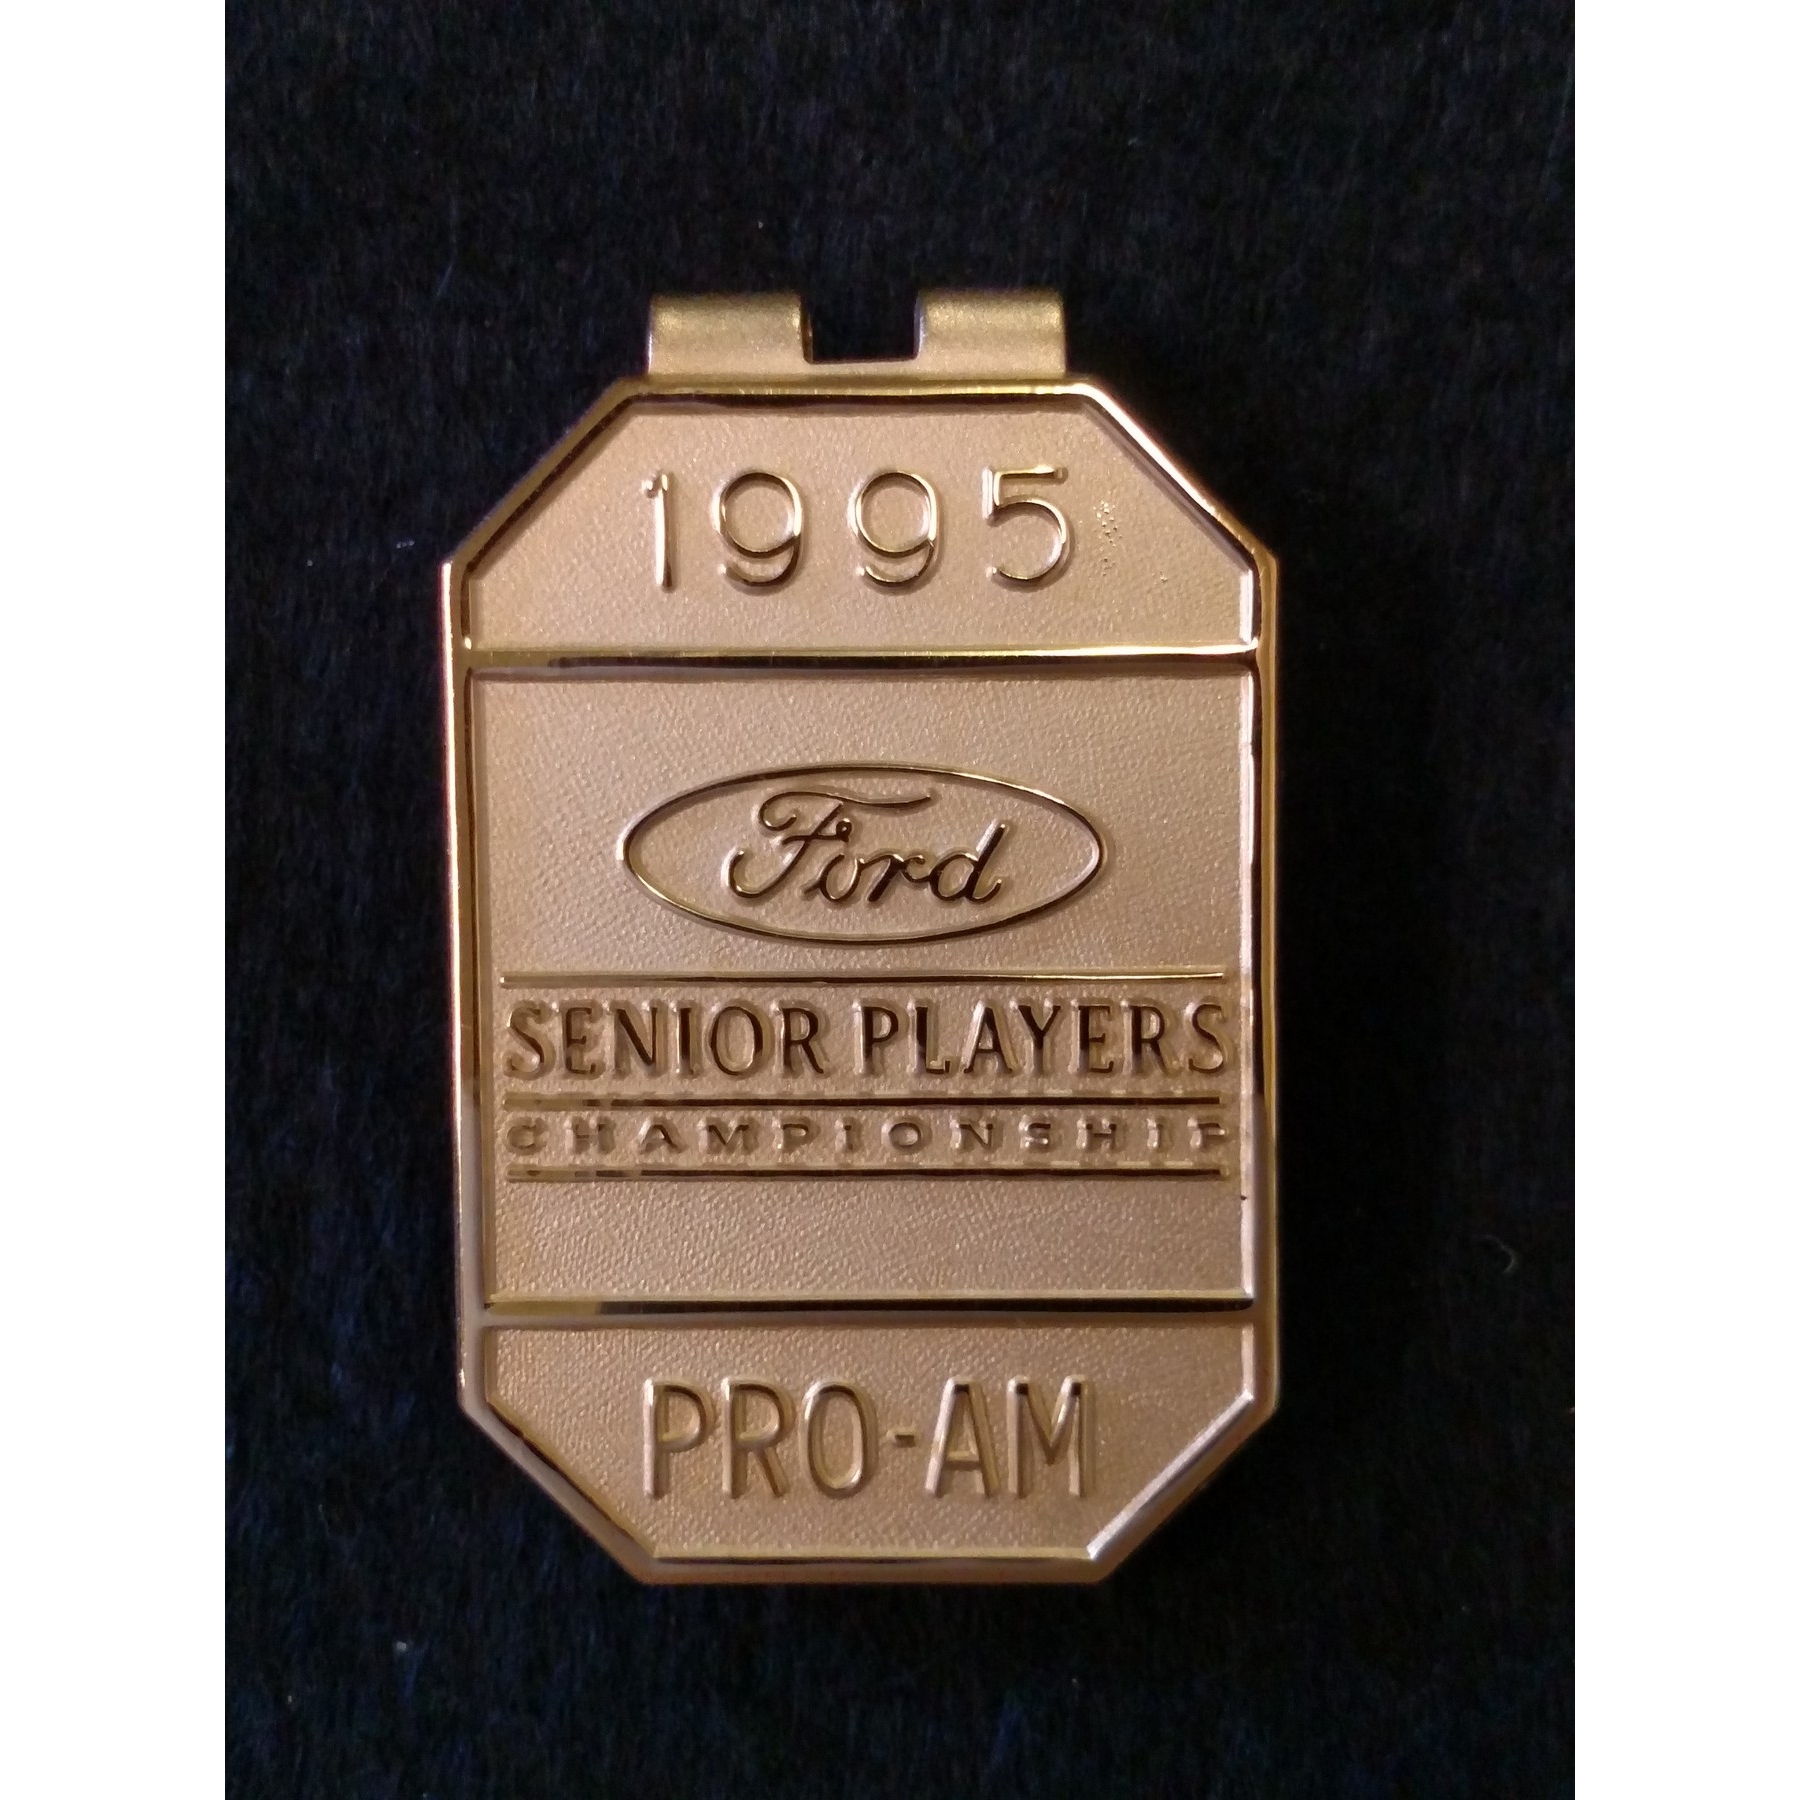 1995
Ford
SENIOR PLAYERS
CHAMPIONSHIP
PRO-AM